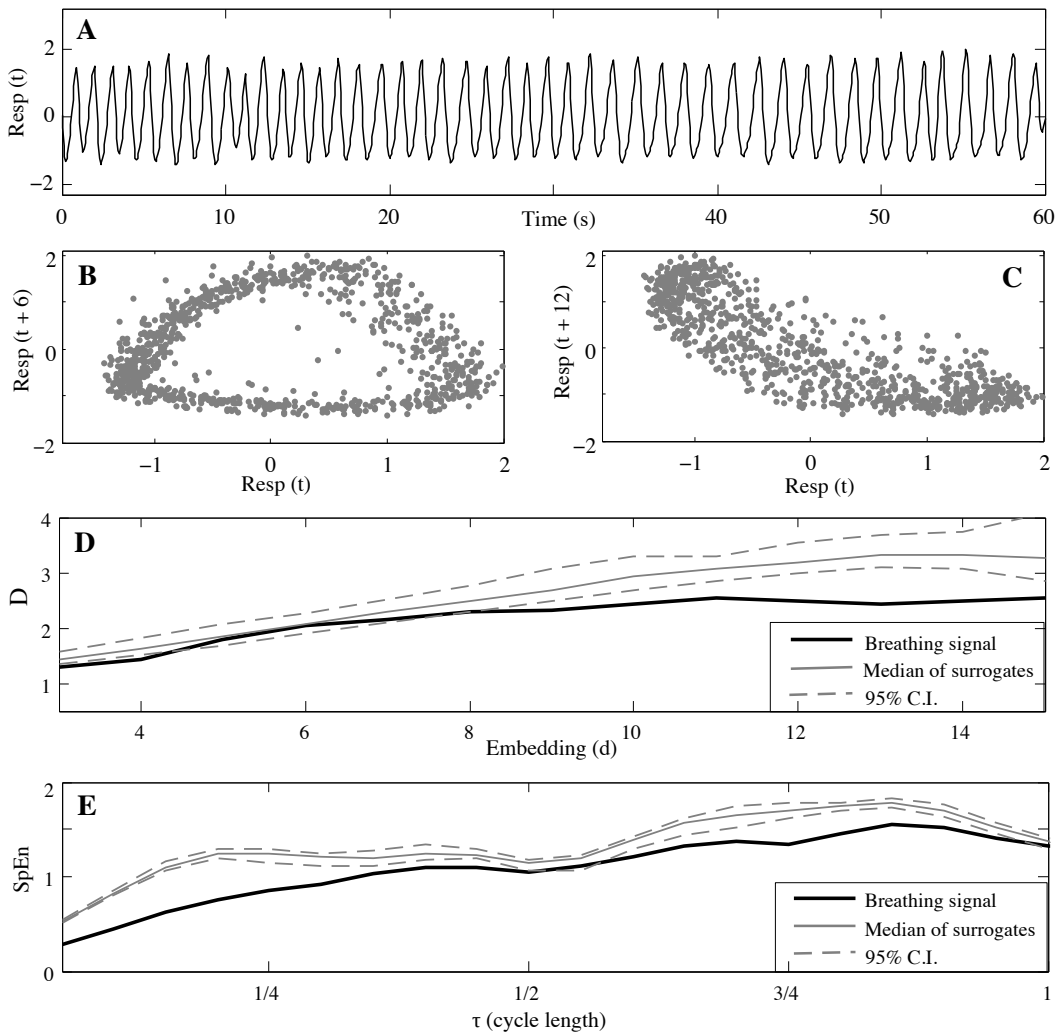 A
Resp (t)
2
0
−2
0
10
20
Time (s)
40
50
60
B
Resp (t + 6)
2
0
−2
−1
0
1
2
Resp (t)
C
Resp (t + 12)
2
0
−2
−1
0
1
2
Resp (t)
D
D
4
3
2
1
4
6
8
10
12
14
Embedding (d)
Breathing signal
Median of surrogates
95% C.I.
E
SpEn
2
1
0
1/4
1/2
3/4
1
τ (cycle length)
Breathing signal
Median of surrogates
95% C.I.